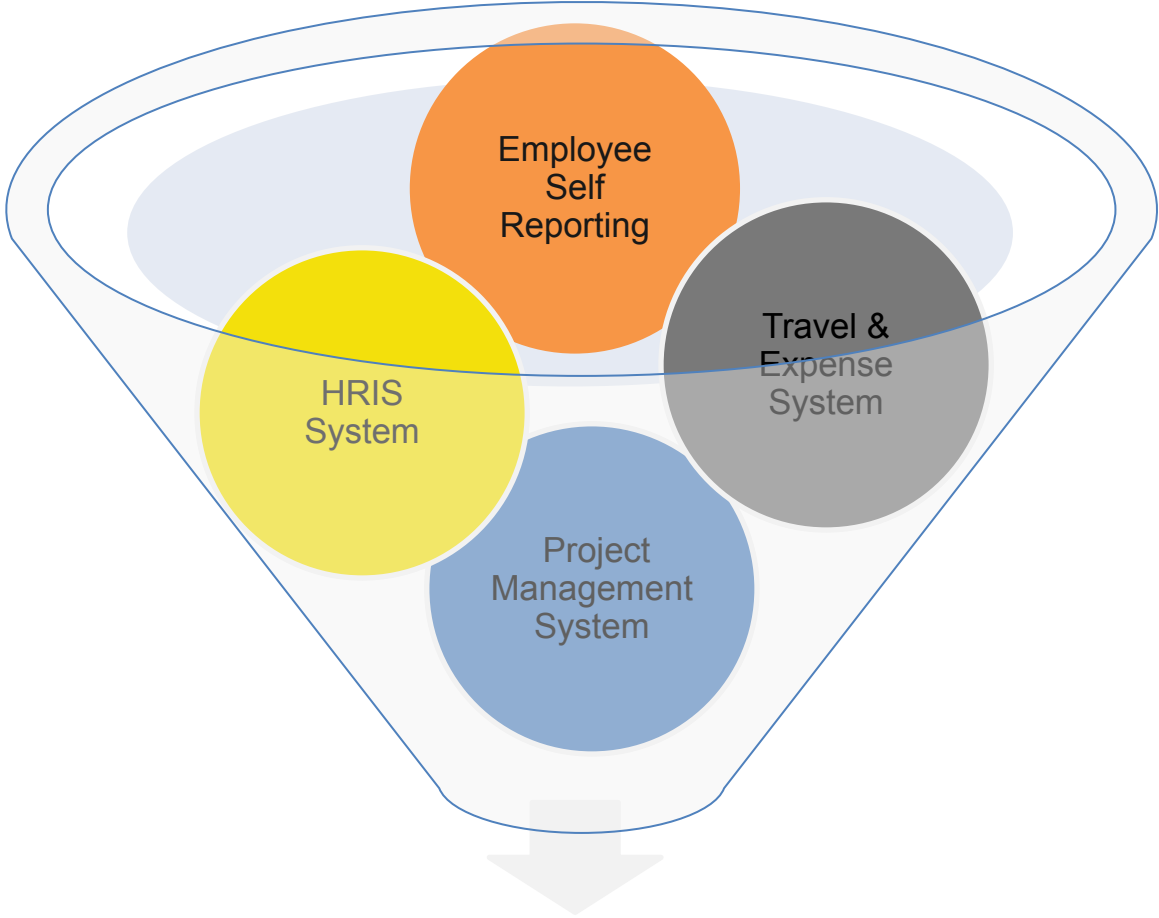 Employee
Self
Reporting
Travel &
Expense
System
HRIS
System
Project
Management
System